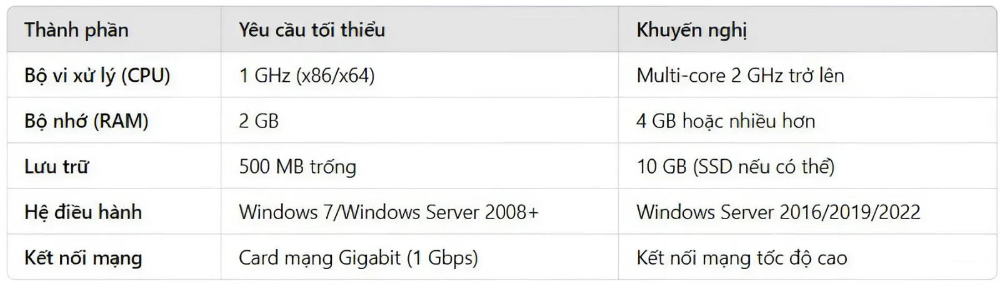 Thành phần Yêu cầu tối thiểu Khuyến nghị
Bộ vi xử lý (CPU) 1 GHz (x86/x64) Multi-core 2 GHz trở lên
Bộ nhớ (RAM) 2 GB 4 GB hoặc nhiều hơn
Lưu trữ 500 MB trống 10 GB (SSD nếu có thể)
Hệ điều hành Windows 7/Windows Server 2008+ Windows Server 2016/2019/2022
Kết nối mạng Card mạng Gigabit (1 Gbps) Kết nối mạng tốc độ cao